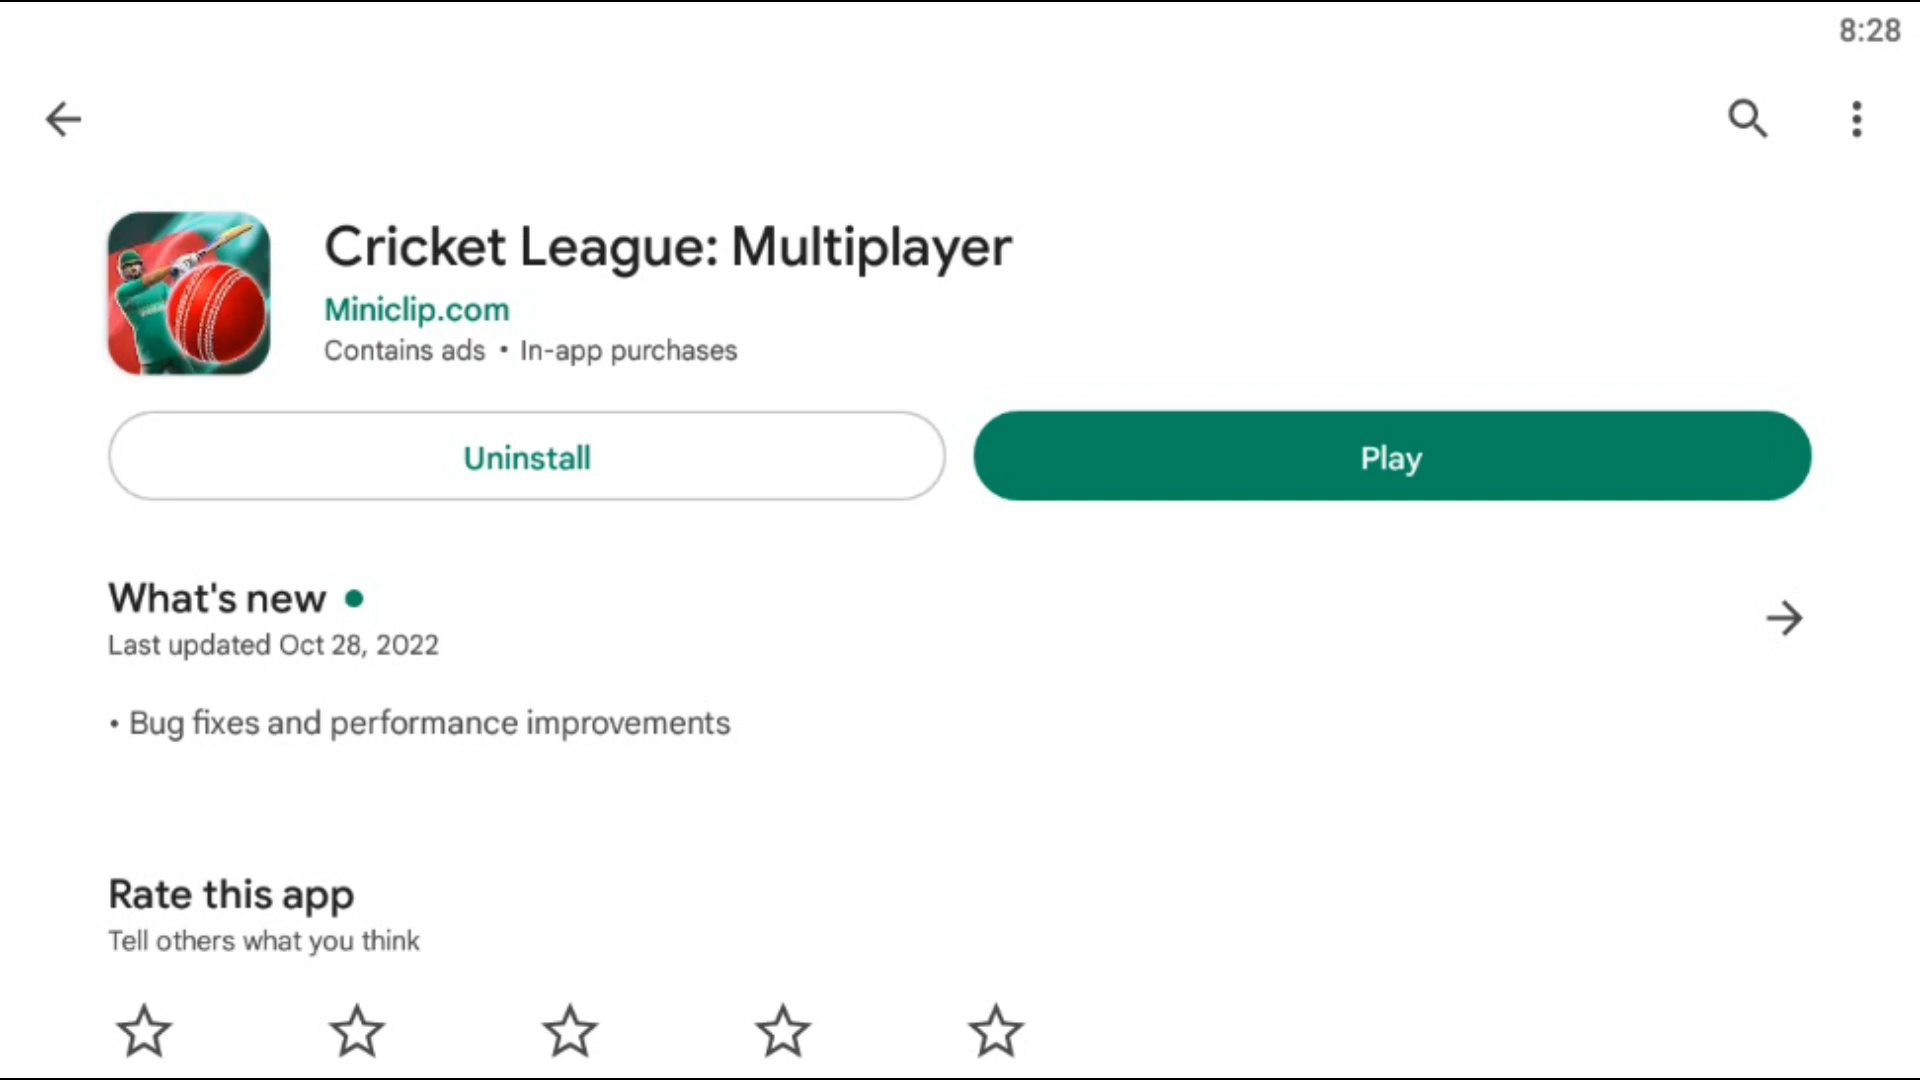 8:28
Cricket League: Multiplayer
Miniclip.com
Contains ads • In-app purchases
Uninstall
Play
What's new
Last updated Oct 28, 2022
• Bug fixes and performance improvements
Rate this app
Tell others what you think